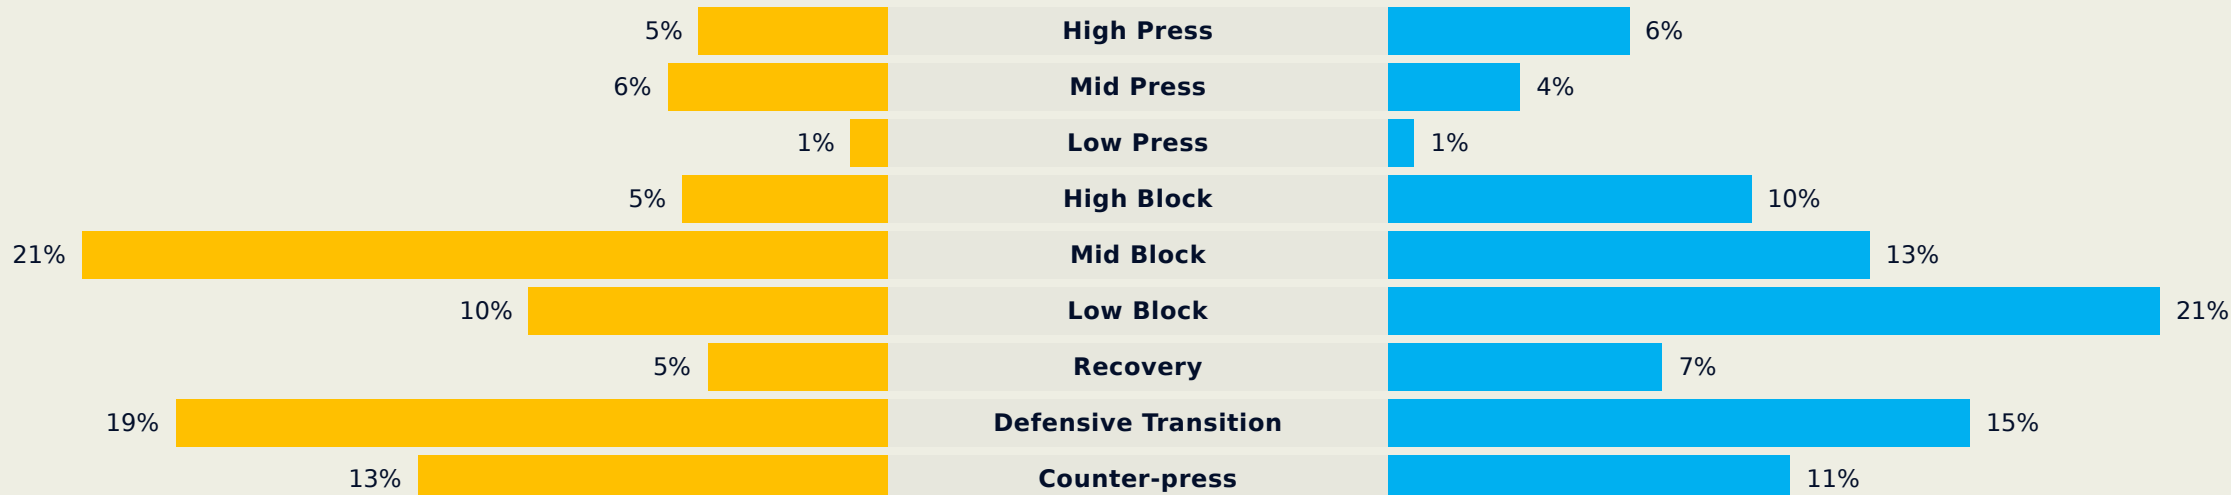 5% High Press 6%
6% Mid Press 4%
1% Low Press 1%
5% High Block 10%
21% Mid Block 13%
10% Low Block 21%
5% Recovery 7%
19% Defensive Transition 15%
13% Counter-press 11%